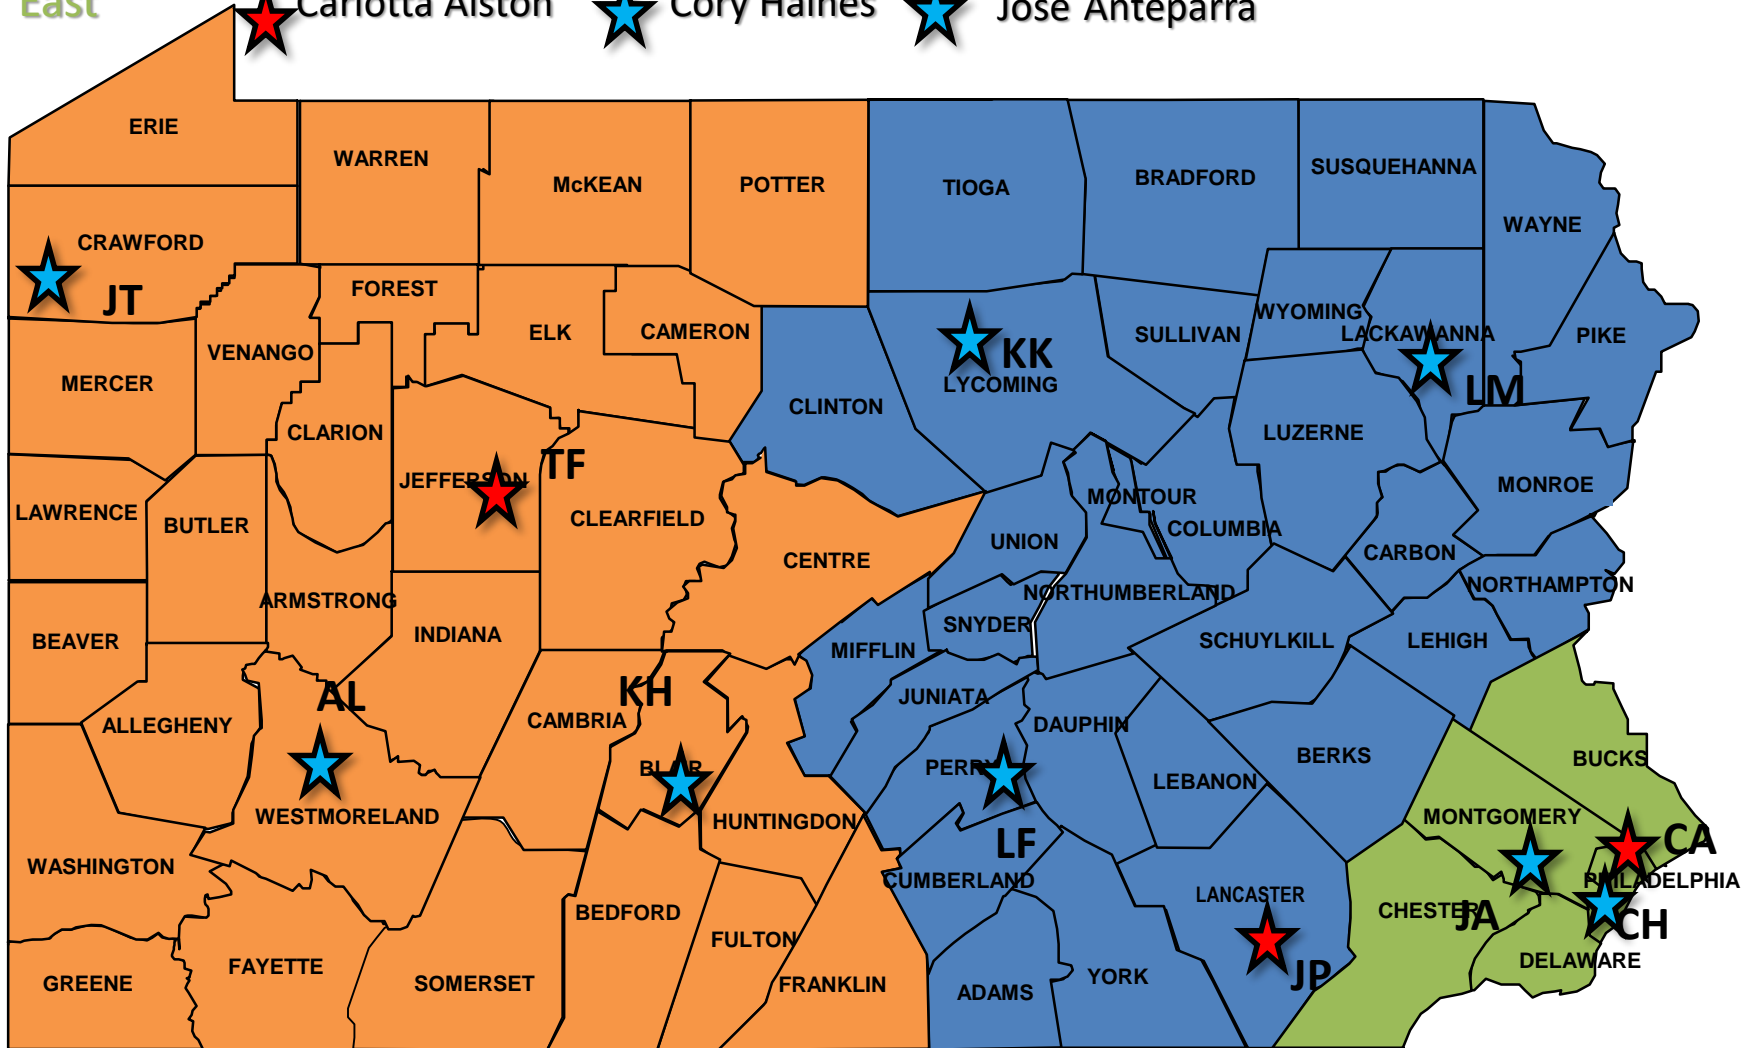 East Carlotta Alston Cory Haines Jose Anteparra
ERIE
WARREN
McKEAN
POTTER
TIOGA
BRADFORD
SUSQUEHANNA
WAYNE
CRAWFORD
JT
FOREST
VENANGO
ELK
CAMERON
MERCER
CLARION
CLINTON
KK
LYCOMING
SULLIVAN
WYOMING
LACKAWANNA
LM
PIKE
LUZERNE
MONROE
LAWRENCE
BUTLER
JEFFERSON
TF
CLEARFIELD
CENTRE
UNION
MONTOUR
COLUMBIA
CARBON
NORTHAMPTON
ARMSTRONG
INDIANA
BEAVER
SNYDER
NORTHUMBERLAND
MIFFLIN
SCHUYLKILL
LEHIGH
AL
KH
ALLEGHENY
CAMBRIA
JUNIATA
DAUPHIN
BLAIR
PERRY
LEBANON
BERKS
BUCKS
WESTMORELAND
HUNTINGDON
MONTGOMERY
CA
WASHINGTON
LF
CUMBERLAND
LANCASTER
PHILADELPHIA
CHESTER
JA
CH
BEDFORD
FULTON
GREENE
FAYETTE
SOMERSET
FRANKLIN
ADAMS
YORK
JP
DELAWARE